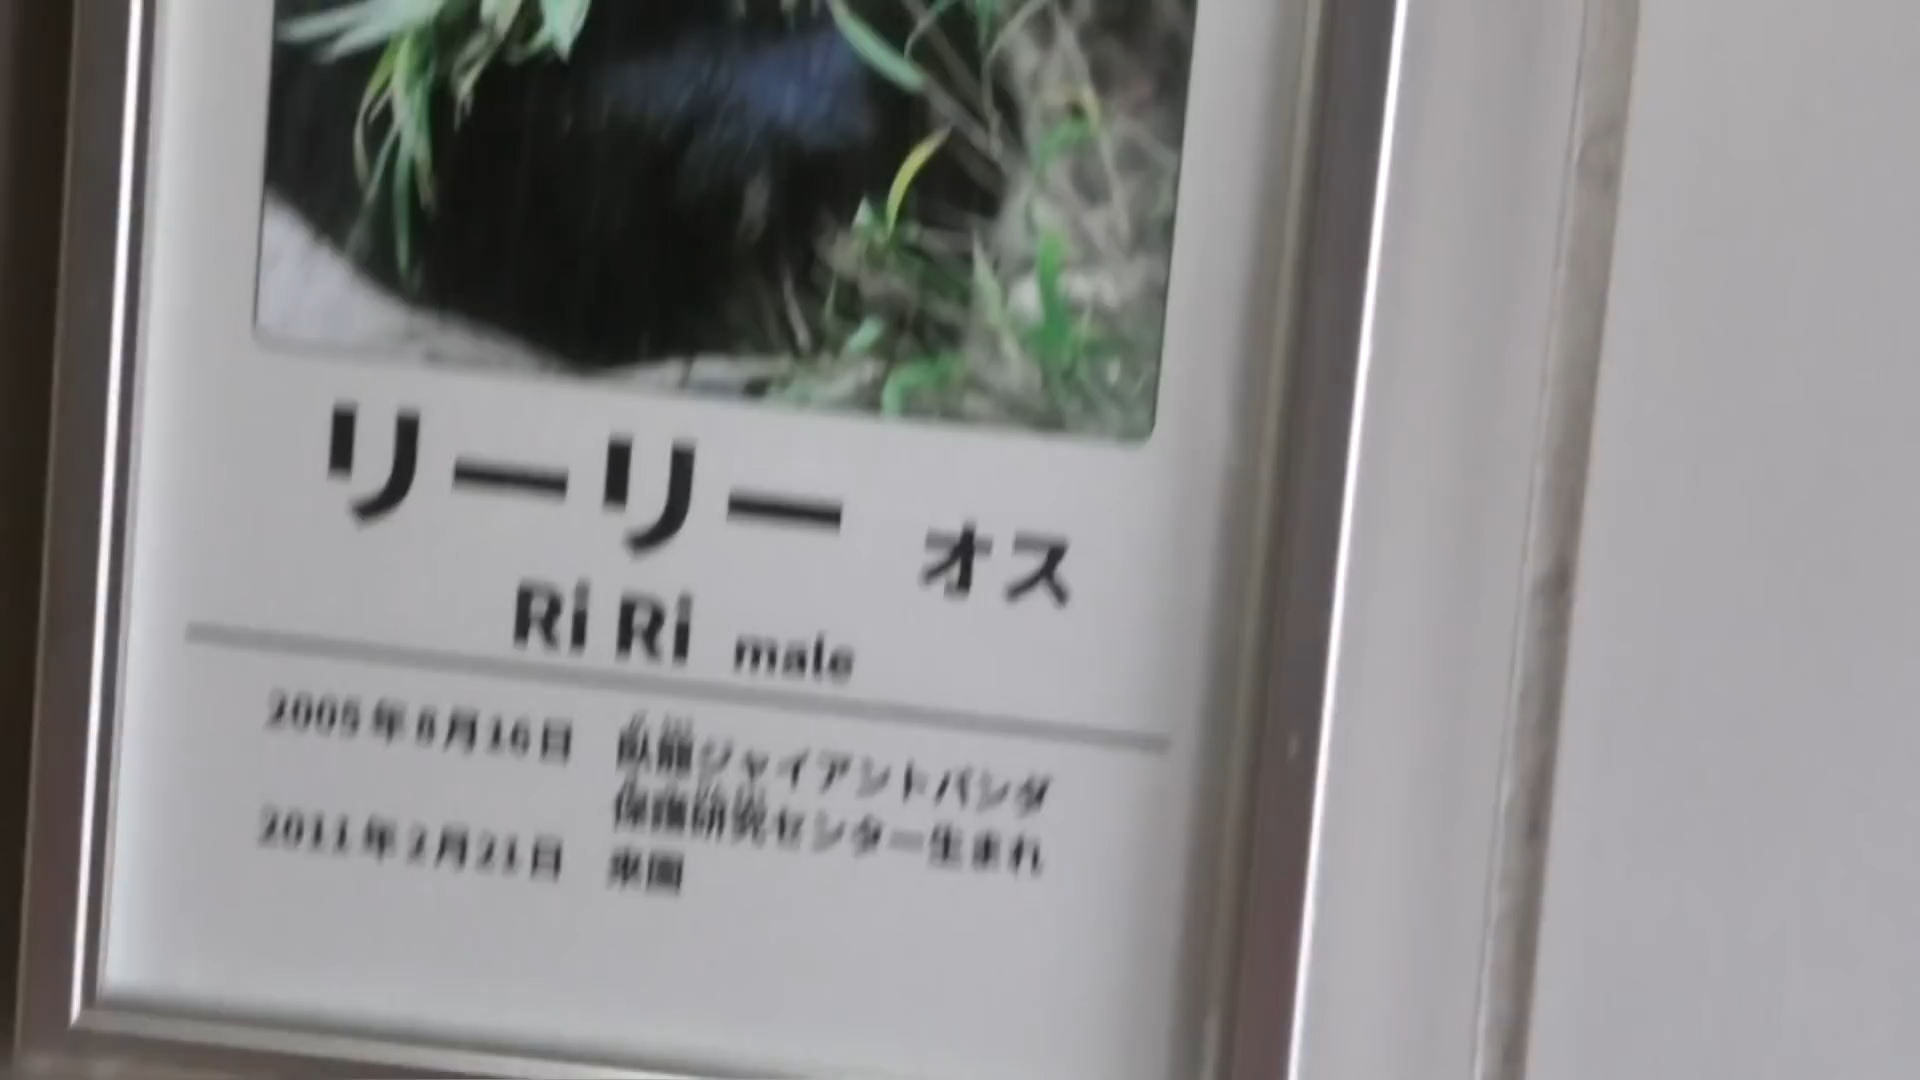 リーリー オス
Ri Ri male
2005年8月16日 臥龍ジャイアントパンダ
保護研究センター生まれ
2011年2月21日 来園